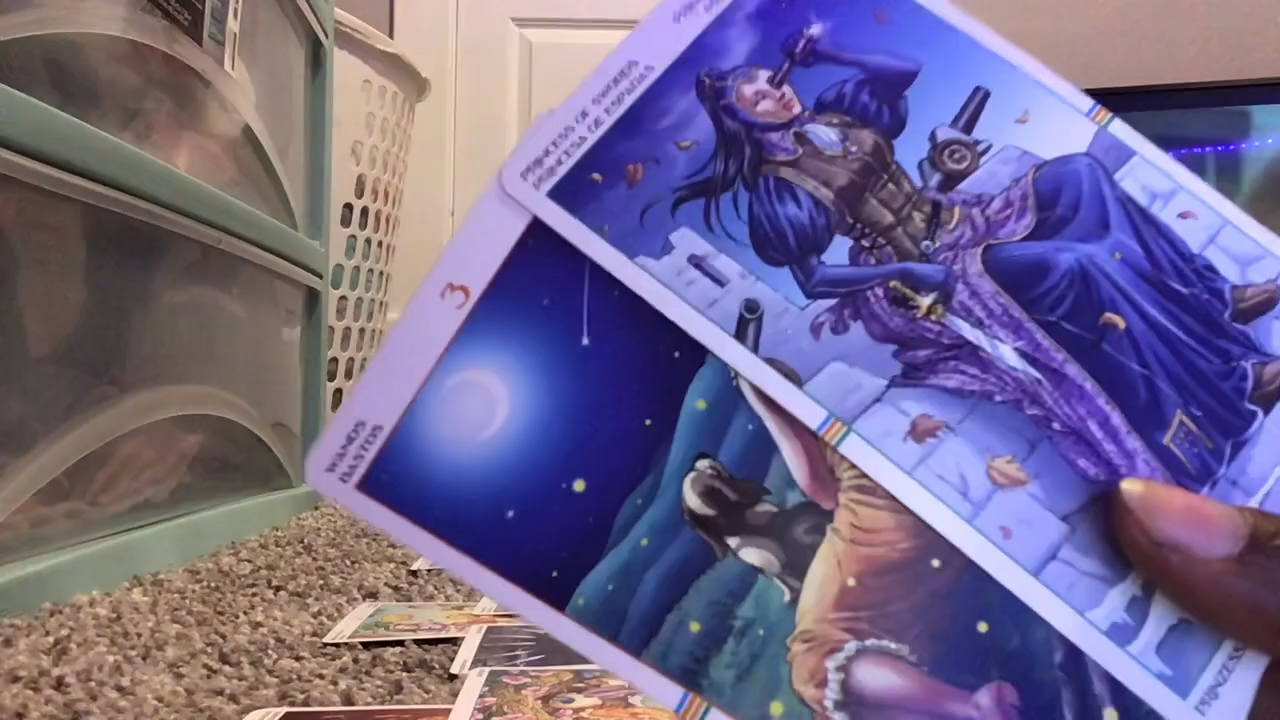 PRINCESS OF SWORDS
PRINCESA DE ESPADAS
3
WANDS
BASTOS